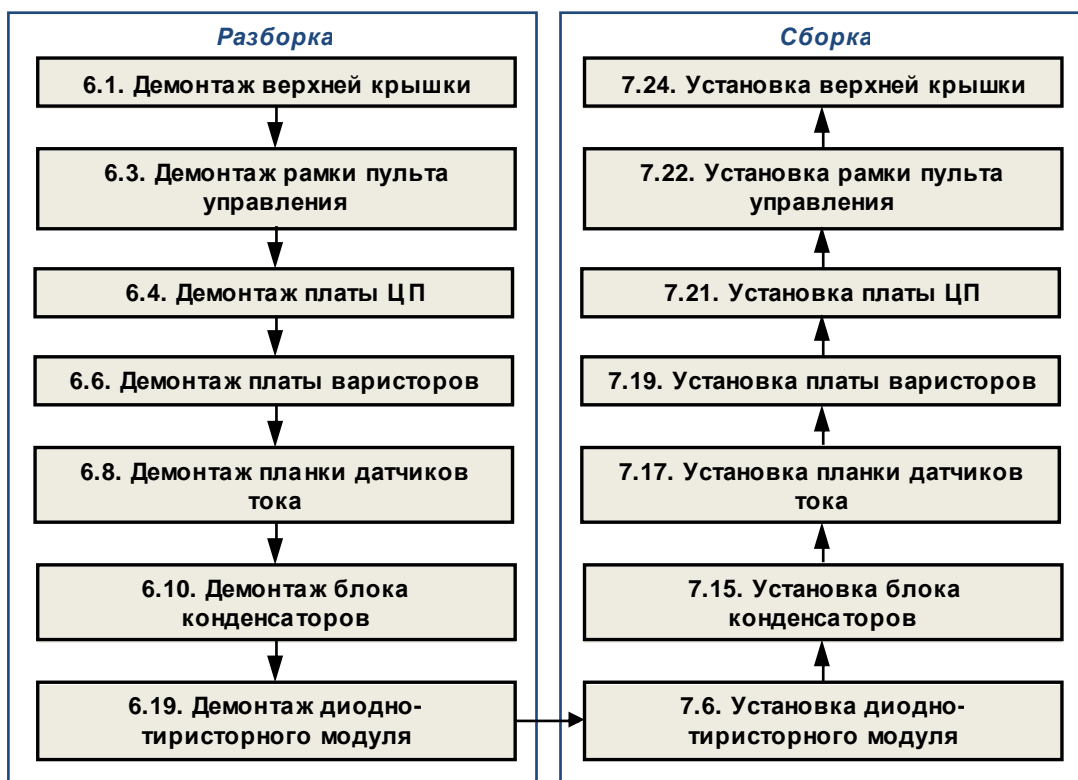 Разборка
6.1. Демонтаж верхней крышки
6.3. Демонтаж рамки пульта
управления
6.4. Демонтаж платы ЦП
6.6. Демонтаж платы варисторов
6.8. Демонтаж планки датчиков
тока
6.10. Демонтаж блока
конденсаторов
6.19. Демонтаж диодно-
тиристорного модуля
Сборка
7.24. Установка верхней крышки
7.22. Установка рамки пульта
управления
7.21. Установка платы ЦП
7.19. Установка платы варисторов
7.17. Установка планки датчиков
тока
7.15. Установка блока
конденсаторов
7.6. Установка диодно-
тиристорного модуля